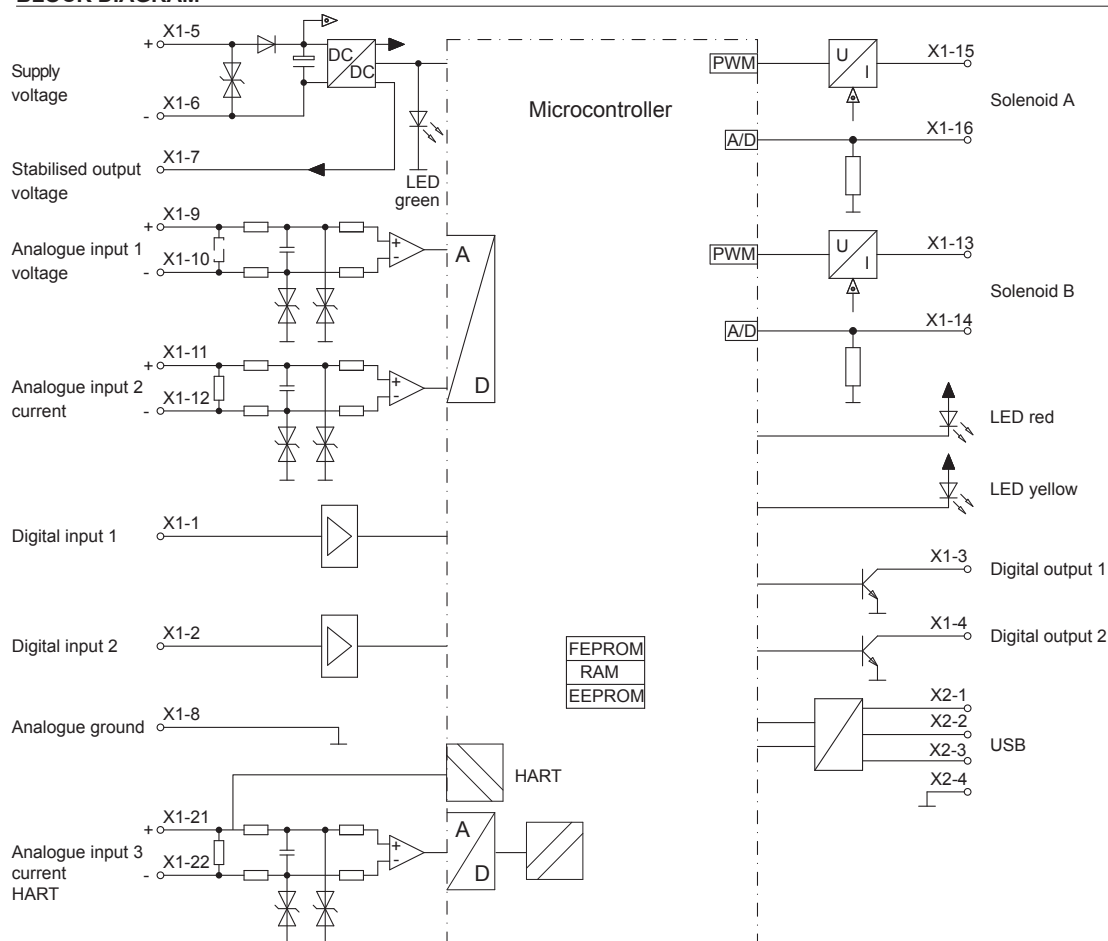 BLOCK DIAGRAM
X1-5
+
Supply
voltage
X1-6
-
DC
DC
X1-7
Stabilised output
voltage
LED
green
X1-9
+
Analogue input 1
voltage
X1-10
-
+
-
A
D
X1-11
+
Analogue input 2
current
X1-12
-
+
-
Digital input 1
X1-1
Digital input 2
X1-2
Analogue ground
X1-8
HART
X1-21
+
Analogue input 3
current
HART
X1-22
-
+
-
A
D
Microcontroller
FEPROM
RAM
EEPROM
PWM
U
I
X1-15
Solenoid A
A/D
X1-16
PWM
U
I
X1-13
Solenoid B
A/D
X1-14
LED red
LED yellow
X1-3
Digital output 1
X1-4
Digital output 2
X2-1
X2-2
X2-3
USB
X2-4